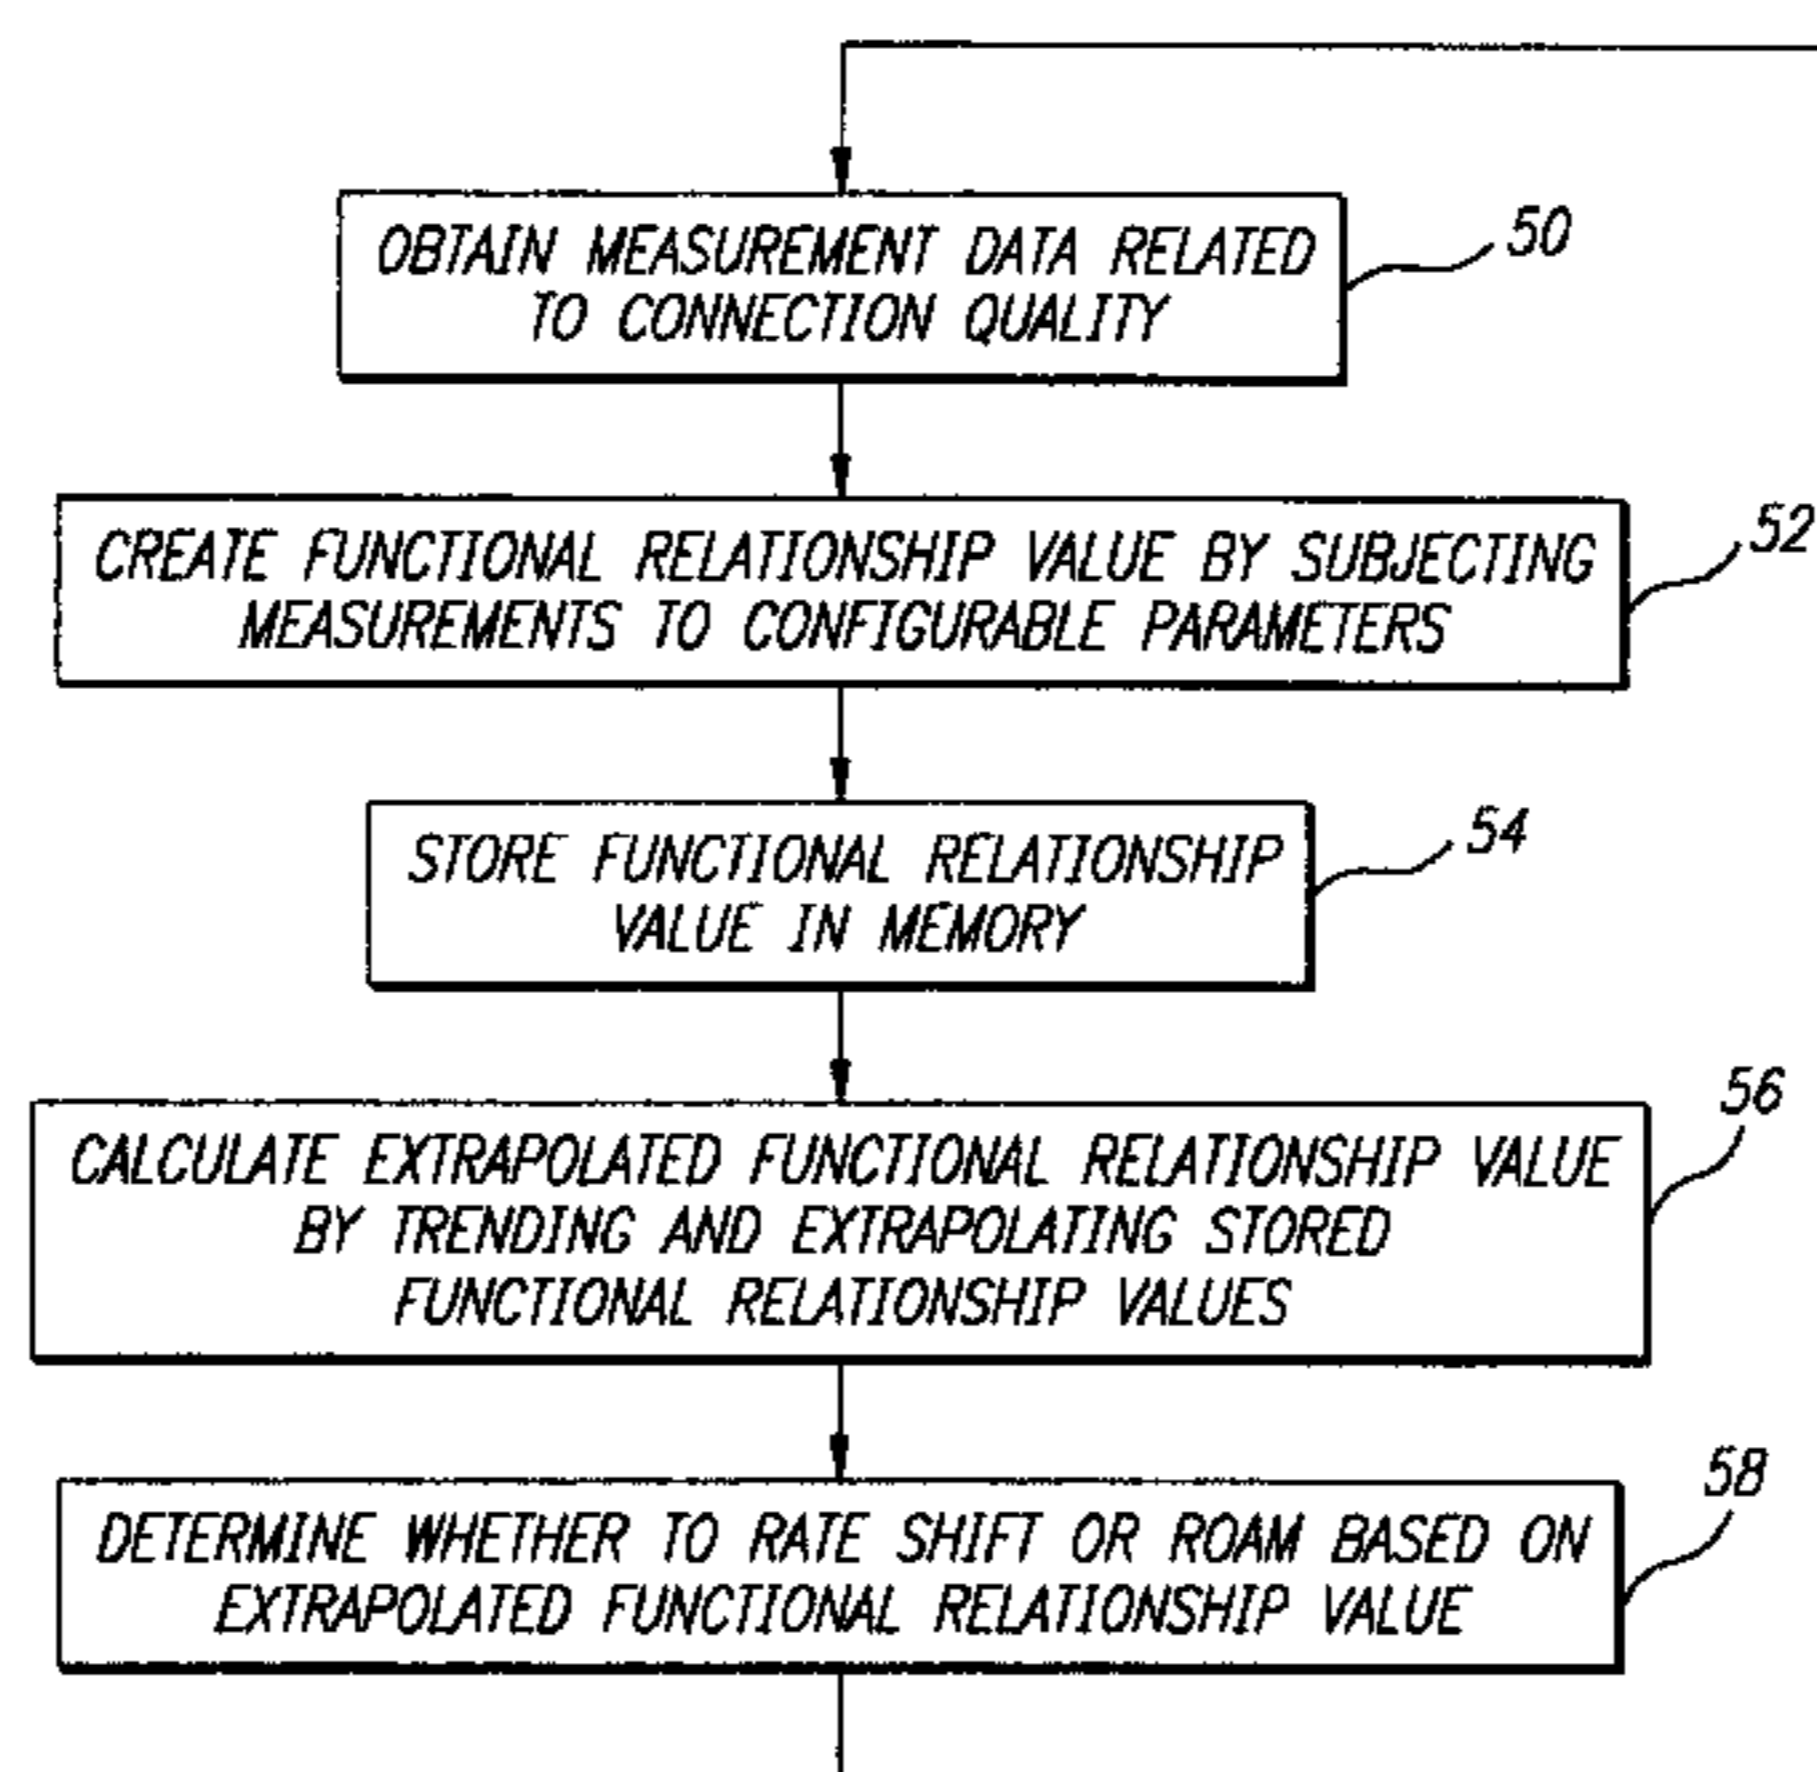 OBTAIN MEASUREMENT DATA RELATED
TO CONNECTION QUALITY
50
CREATE FUNCTIONAL RELATIONSHIP VALUE BY SUBJECTING
MEASUREMENTS TO CONFIGURABLE PARAMETERS
52
STORE FUNCTIONAL RELATIONSHIP
VALUE IN MEMORY
54
CALCULATE EXTRAPOLATED FUNCTIONAL RELATIONSHIP VALUE
BY TRENDING AND EXTRAPOLATING STORED
FUNCTIONAL RELATIONSHIP VALUES
56
DETERMINE WHETHER TO RATE SHIFT OR ROAM BASED ON
EXTRAPOLATED FUNCTIONAL RELATIONSHIP VALUE
58